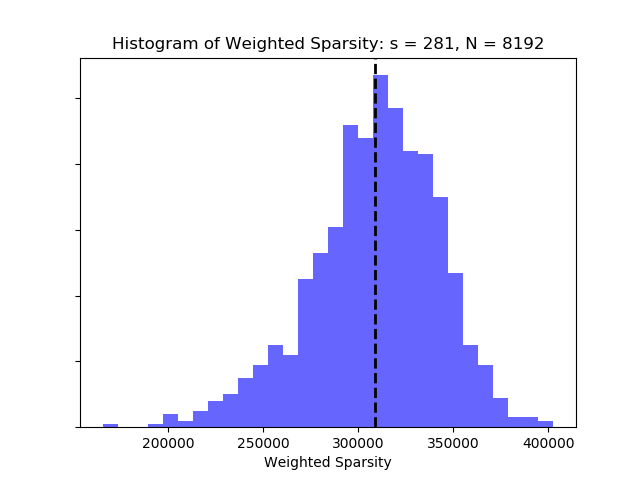 Histogram of Weighted Sparsity: s = 281, N = 8192
200000 250000 300000 350000 400000
Weighted Sparsity